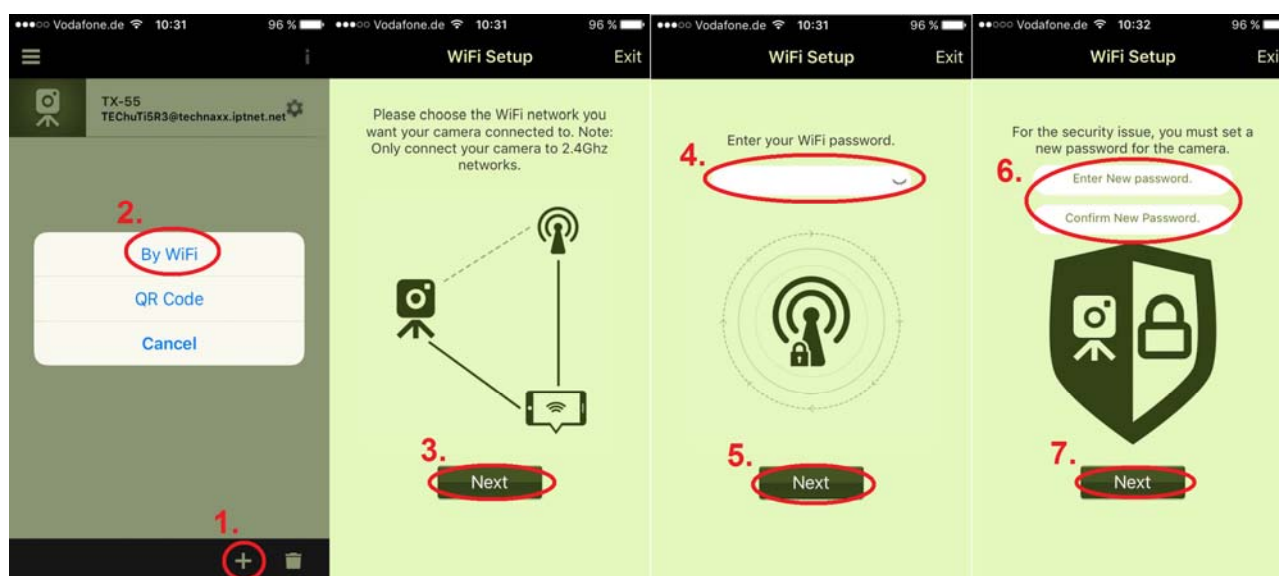 ●●●○○ Vodafone.de 10:31 96 %
TX-55
TEChuTi5R3@technaxx.iptnet.net
2.
By WiFi
QR Code
Cancel
1.
+
●●●○○ Vodafone.de 10:31 96 %
WiFi Setup Exit
Please choose the WiFi network you
want your camera connected to. Note:
Only connect your camera to 2.4Ghz
networks.
3.
Next
●●●○○ Vodafone.de 10:31 96 %
WiFi Setup Exit
Enter your WiFi password.
4.
5.
Next
●●○○○ Vodafone.de 10:32 96 %
WiFi Setup Exi
For the security issue, you must set a
new password for the camera.
6.
Enter New password.
Confirm New Password.
7.
Next